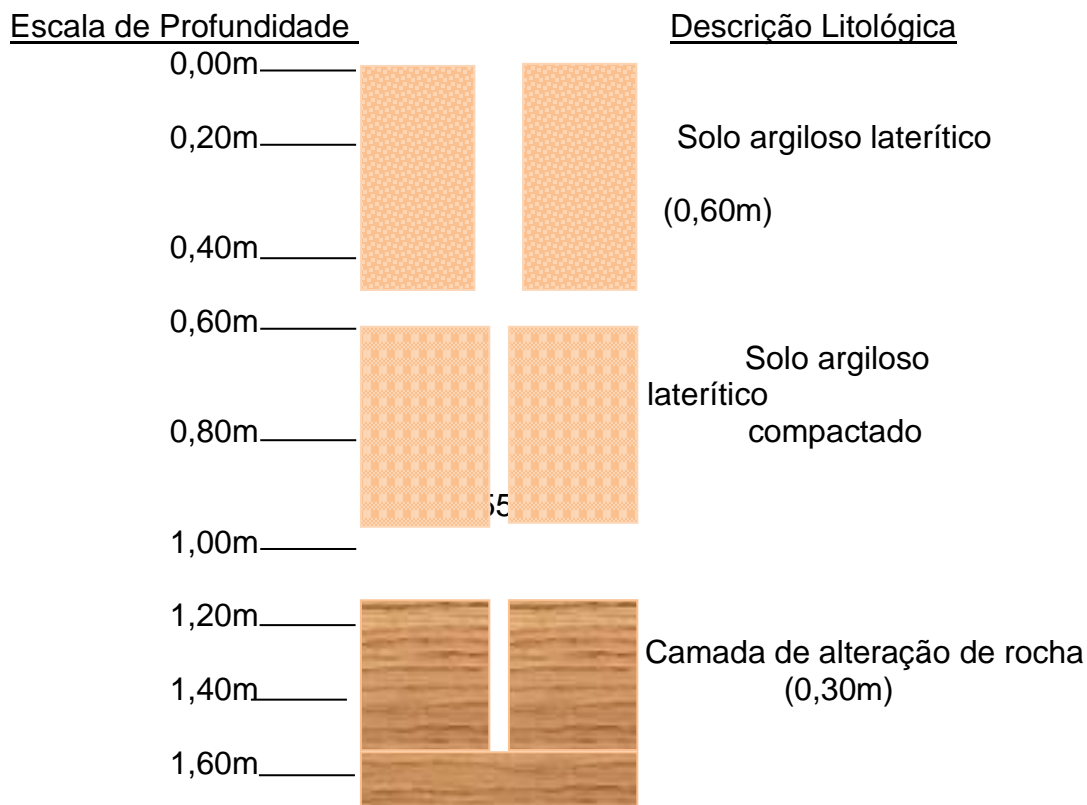 Escala de Profundidade
Descrição Litológica
0,00m
0,20m
Solo argiloso laterítico
(0,60m)
0,40m
0,60m
Solo argiloso
laterítico
0,80m
compactado
55
1,00m
1,20m
Camada de alteração de rocha
1,40m
(0,30m)
1,60m